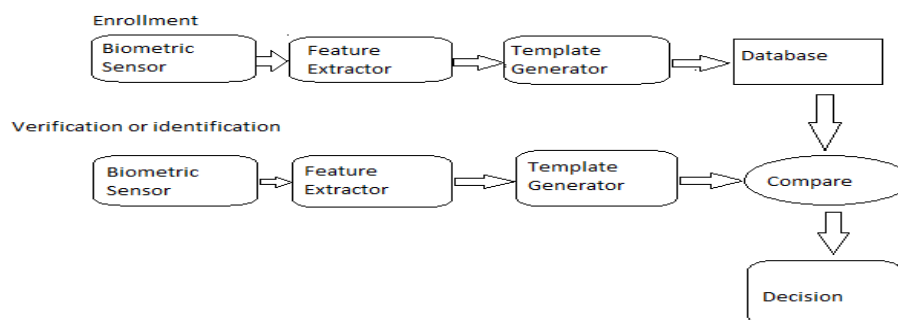 Enrollment
Biometric
Sensor
Feature
Extractor
Template
Generator
Database
Verification or identification
Biometric
Sensor
Feature
Extractor
Template
Generator
Compare
Decision